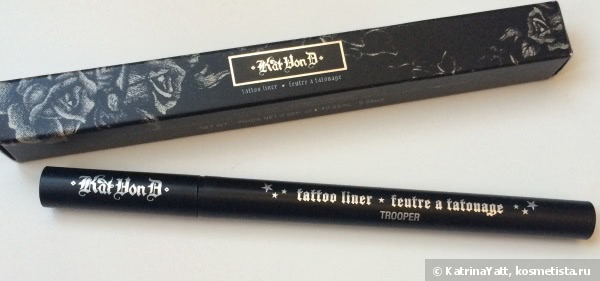 • Kat Von D •
tattoo liner • feutre a tatouage
• Kat Von D •
tattoo liner ★ feutre a tatouage
TROOPER
© KatrinaYatt, kosmetista.ru